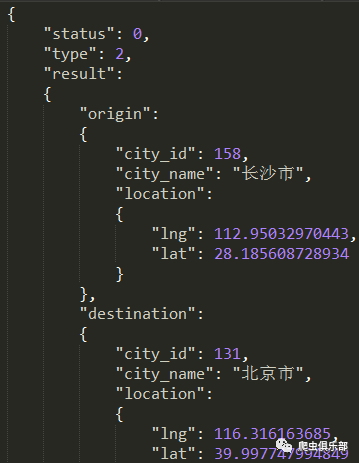 {
    "status": 0,
    "type": 2,
    "result":
    {
        "origin":
        {
            "city_id": 158,
            "city_name": "长沙市",
            "location":
            {
                "lng": 112.95032970443,
                "lat": 28.185608728934
            }
        },
        "destination":
        {
            "city_id": 131,
            "city_name": "北京市",
            "location":
            {
                "lng": 116.316163685,
                "lat": 39.997747994849
爬虫俱乐部